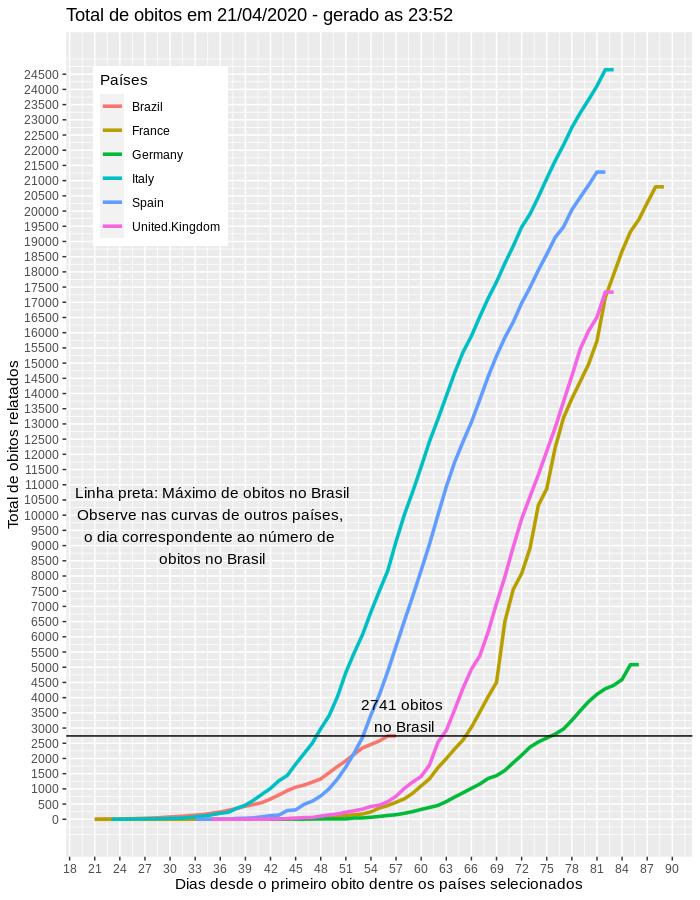 Total de obitos em 21/04/2020 - gerado as 23:52
Países
Brazil
France
Germany
Italy
Spain
United.Kingdom
Total de obitos relatados
24500
24000
23500
23000
22500
22000
21500
21000
20500
20000
19500
19000
18500
18000
17500
17000
16500
16000
15500
15000
14500
14000
13500
13000
12500
12000
11500
11000
10500
10000
9500
9000
8500
8000
7500
7000
6500
6000
5500
5000
4500
4000
3500
3000
2500
2000
1500
1000
500
0
Linha preta: Máximo de obitos no Brasil
Observe nas curvas de outros países,
o dia correspondente ao número de
obitos no Brasil
2741 obitos
no Brasil
18 21 24 27 30 33 36 39 42 45 48 51 54 57 60 63 66 69 72 75 78 81 84 87 90
Dias desde o primeiro obito dentre os países selecionados